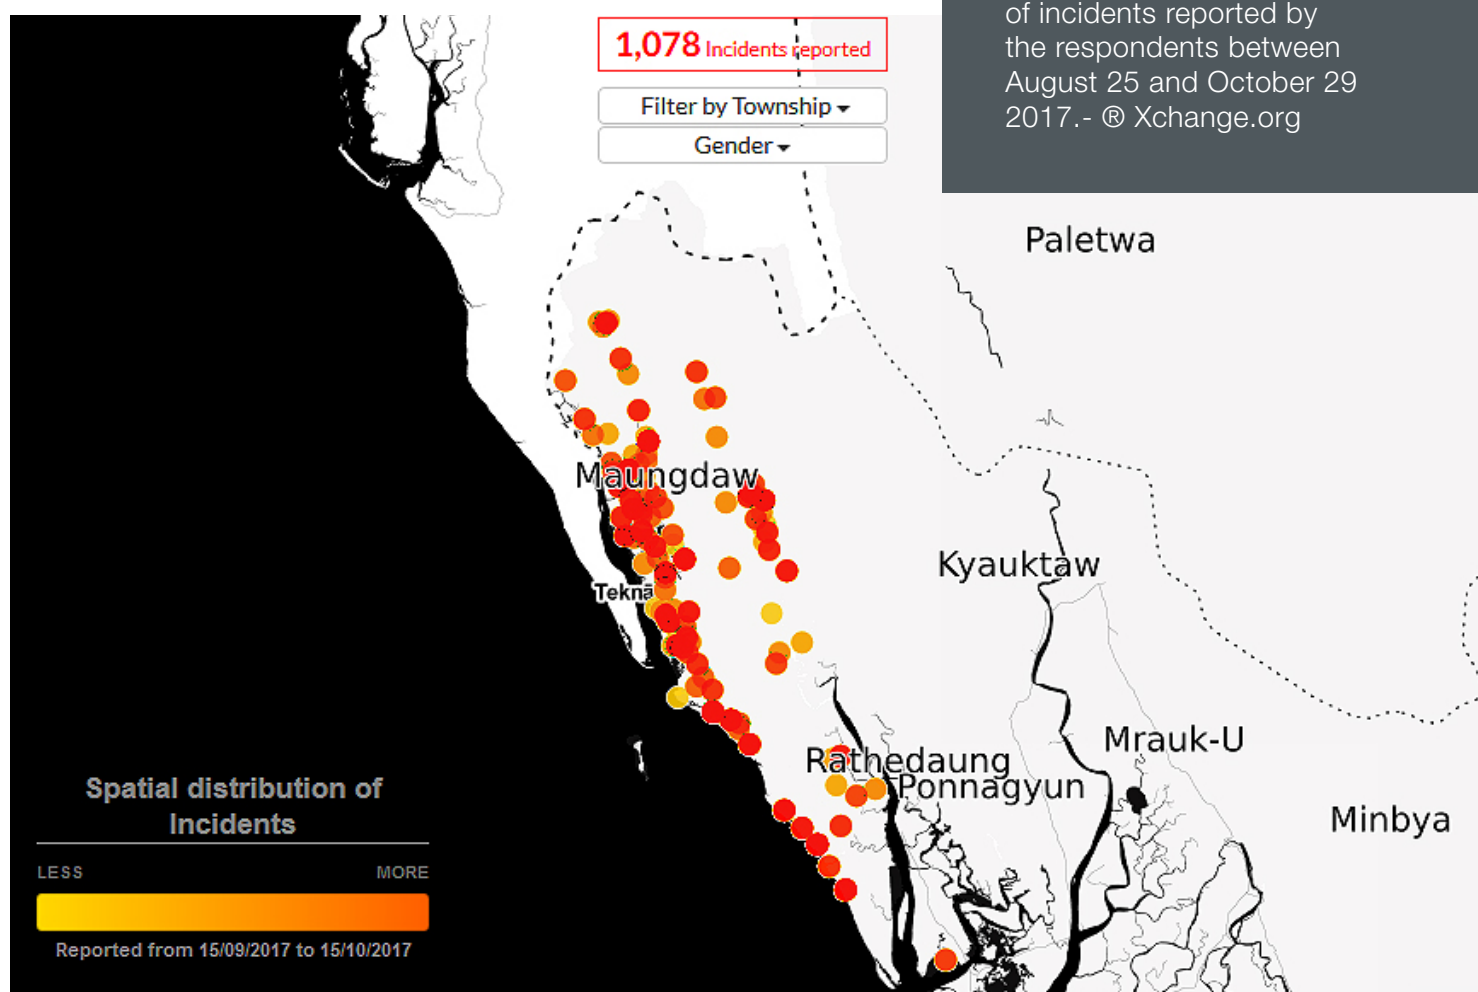 of incidents reported by
the respondents between
August 25 and October 29
2017.- ® Xchange.org
1,078 Incidents reported
Filter by Township
Gender
Paletwa
Maungdaw
Kyauktaw
Teknā
Mrauk-U
Rathedaung
Ponnagyun
Minbya
Spatial distribution of
Incidents
LESS MORE
Reported from 15/09/2017 to 15/10/2017